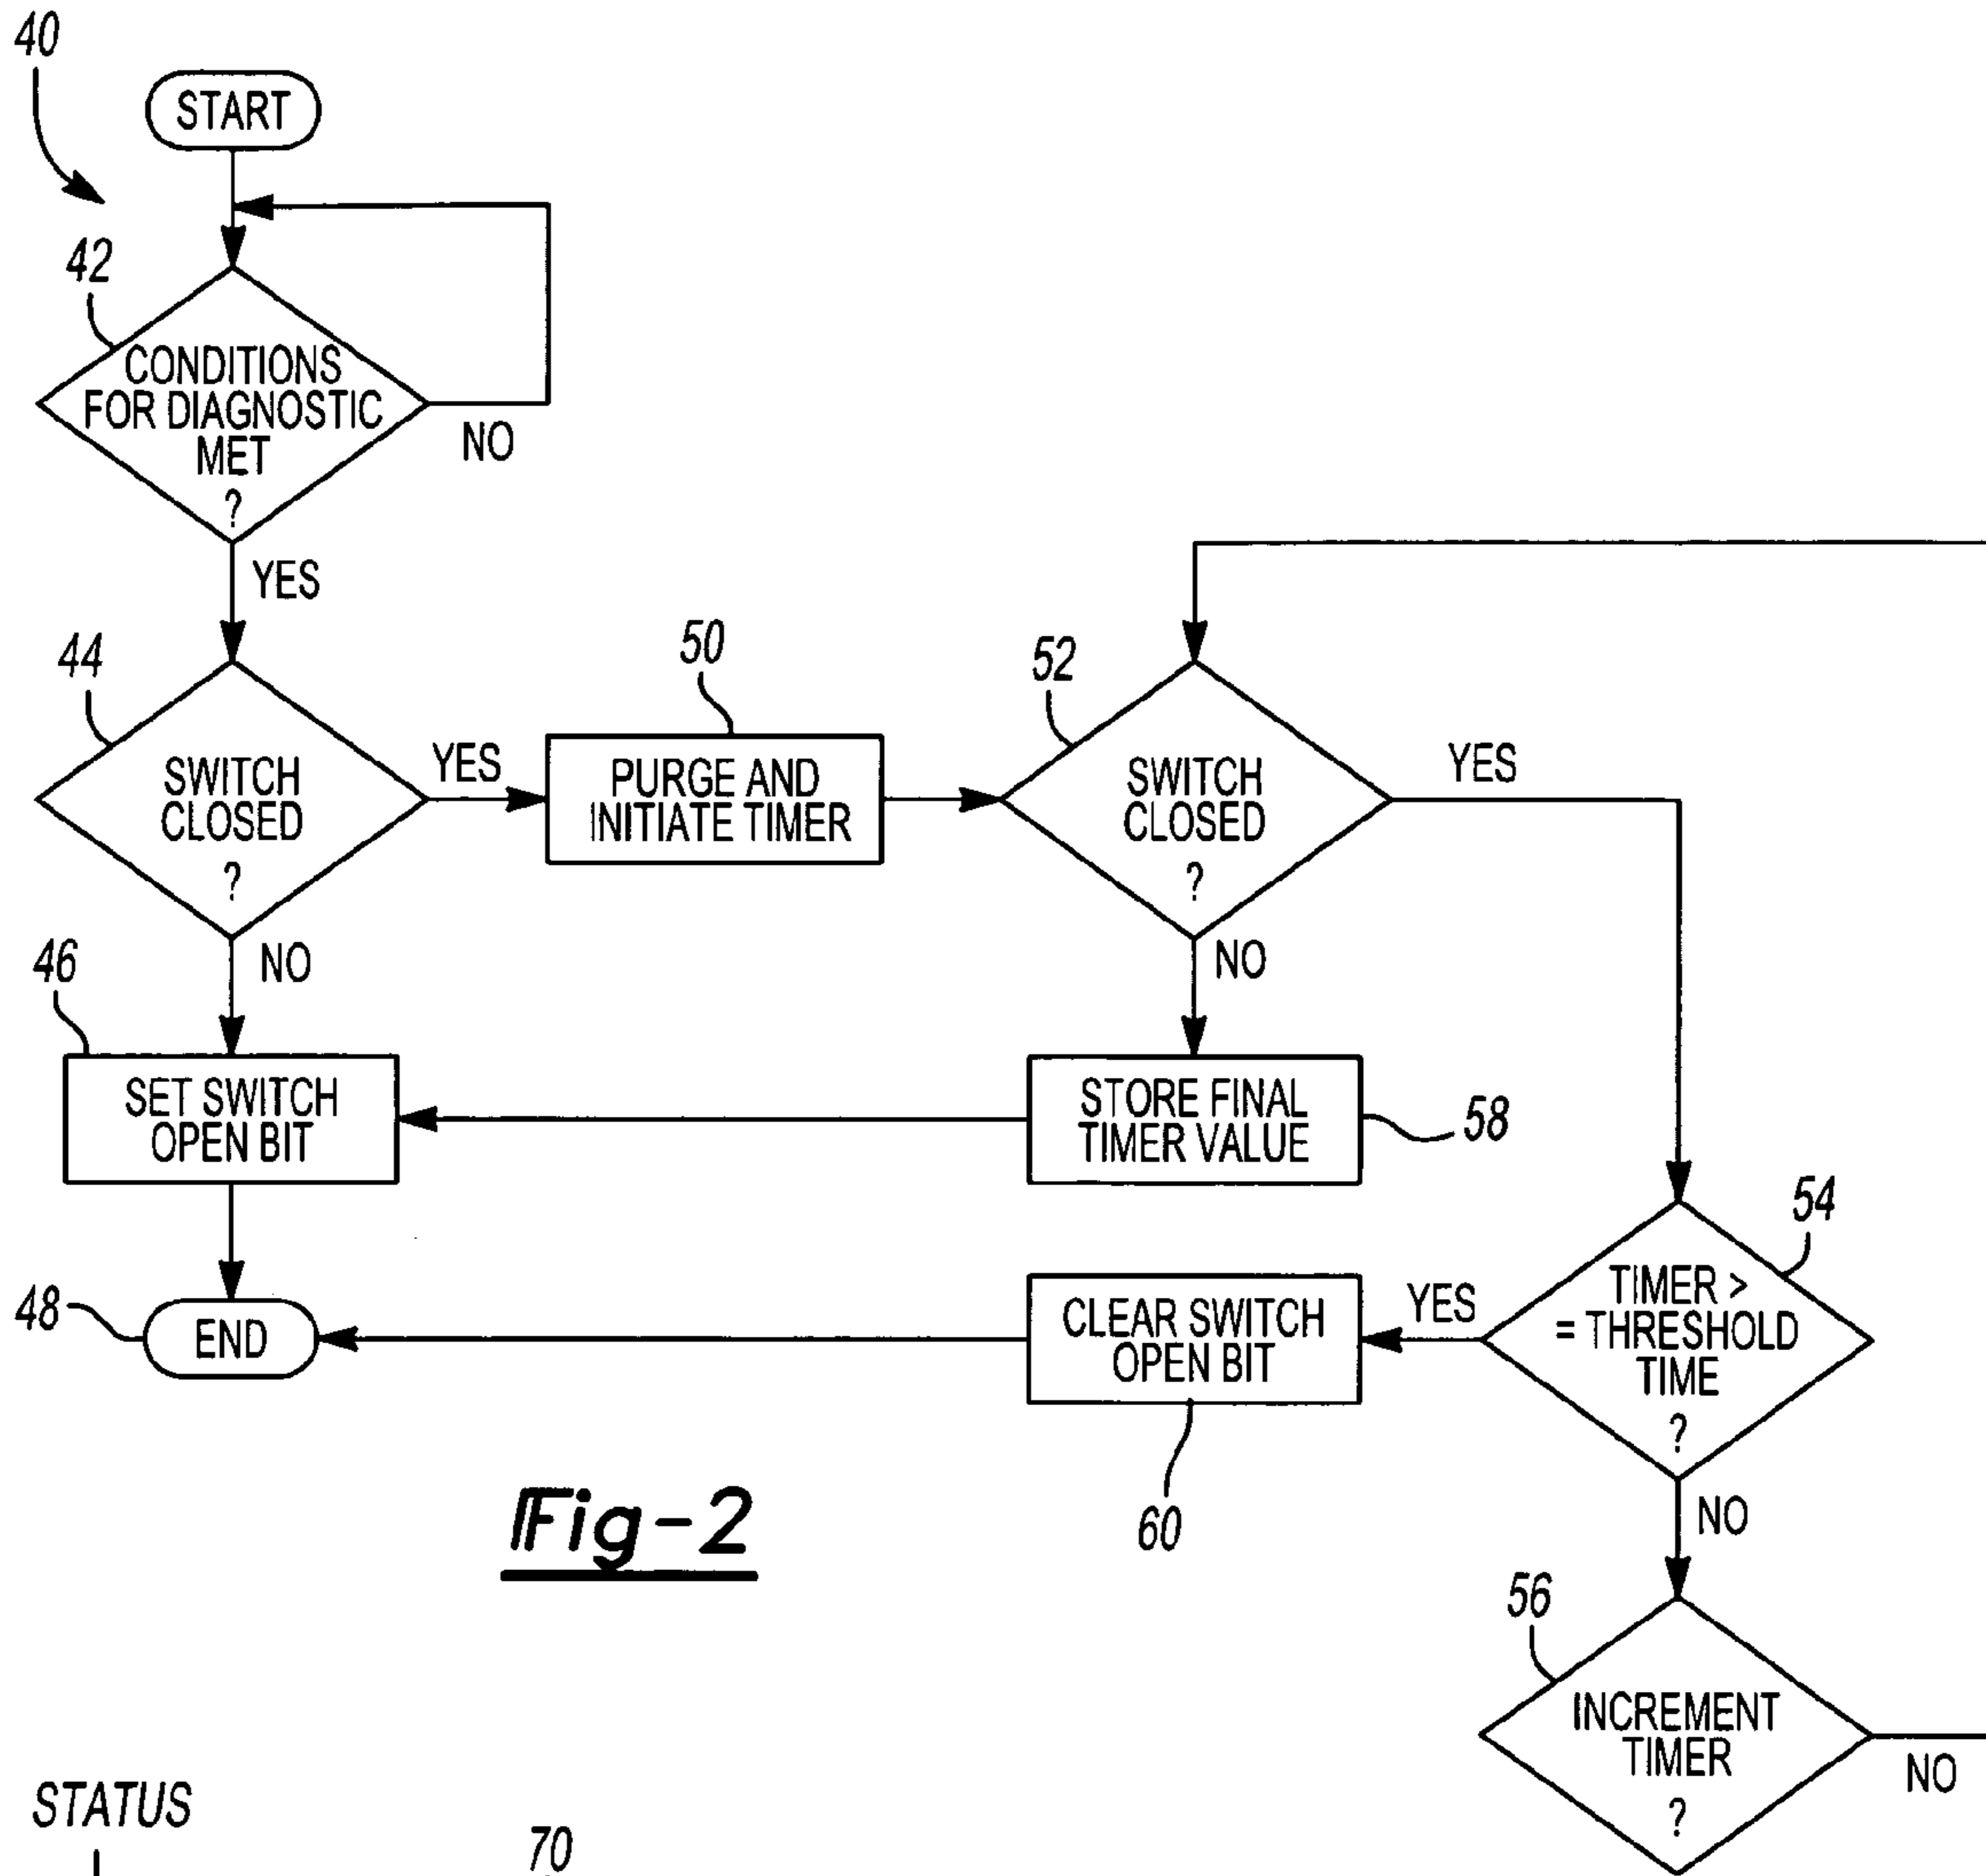 40
START
42
CONDITIONS
FOR DIAGNOSTIC
MET
?
NO
YES
44
SWITCH
CLOSED
?
YES
50
PURGE AND
INITIATE TIMER
52
SWITCH
CLOSED
?
YES
NO
NO
46
SET SWITCH
OPEN BIT
STORE FINAL
TIMER VALUE
58
54
TIMER >
= THRESHOLD
TIME
?
YES
CLEAR SWITCH
OPEN BIT
60
48
END
NO
Fig-2
56
INCREMENT
TIMER
?
NO
STATUS
70